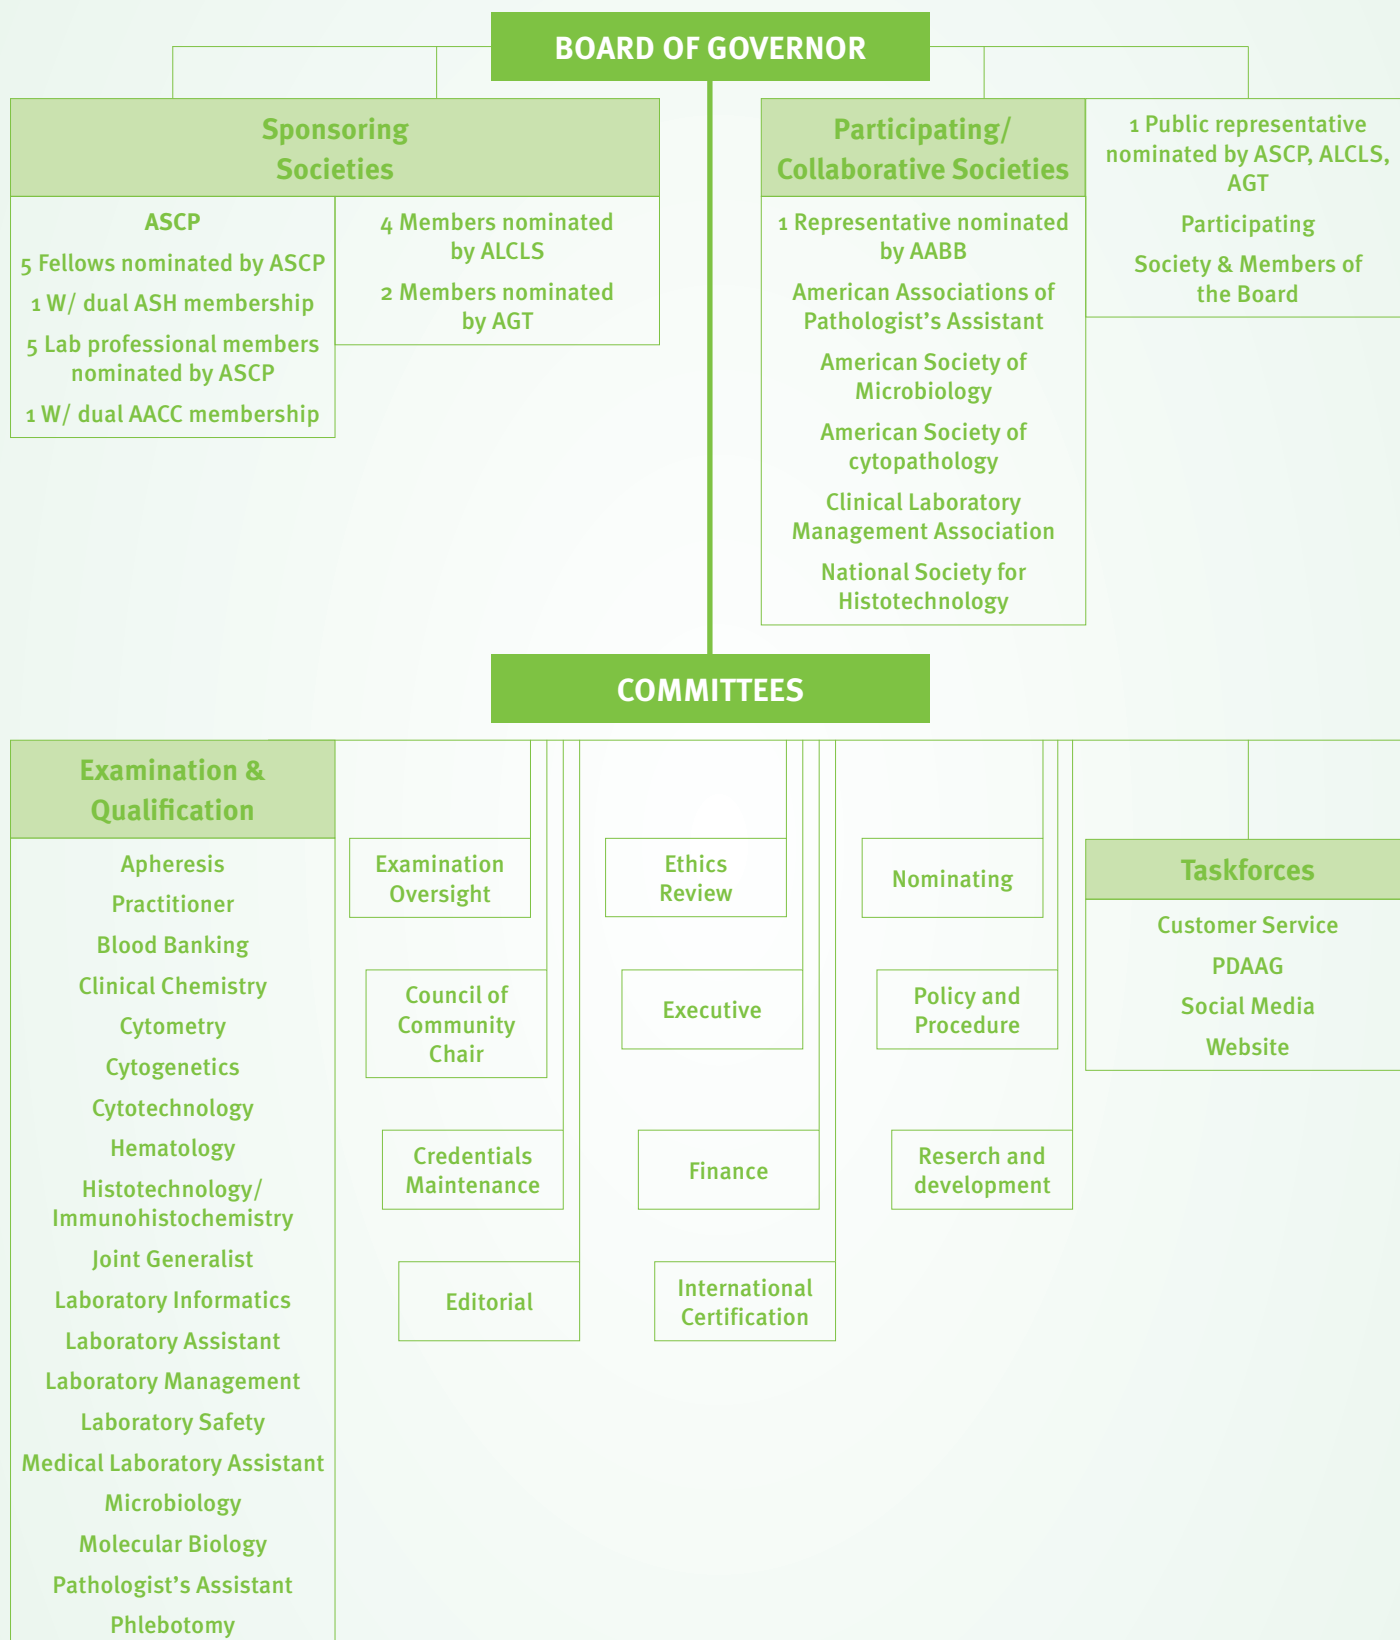 BOARD OF GOVERNOR
Sponsoring
Societies
ASCP
5 Fellows nominated by ASCP
1 W/ dual ASH membership
5 Lab professional members
nominated by ASCP
1 W/ dual AACC membership
4 Members nominated
by ALCLS
2 Members nominated
by AGT
Participating/
Collaborative Societies
1 Representative nominated
by AABB
American Associations of
Pathologist’s Assistant
American Society of
Microbiology
American Society of
cytopathology
Clinical Laboratory
Management Association
National Society for
Histotechnology
1 Public representative
nominated by ASCP, ALCLS,
AGT
Participating
Society & Members of
the Board
COMMITTEES
Examination &
Qualification
Apheresis
Practitioner
Blood Banking
Clinical Chemistry
Cytometry
Cytogenetics
Cytotechnology
Hematology
Histotechnology/
Immunohistochemistry
Joint Generalist
Laboratory Informatics
Laboratory Assistant
Laboratory Management
Laboratory Safety
Medical Laboratory Assistant
Microbiology
Molecular Biology
Pathologist’s Assistant
Phlebotomy
Examination
Oversight
Council of
Community
Chair
Credentials
Maintenance
Editorial
Ethics
Review
Executive
Finance
International
Certification
Nominating
Policy and
Procedure
Reserch and
development
Taskforces
Customer Service
PDAAG
Social Media
Website